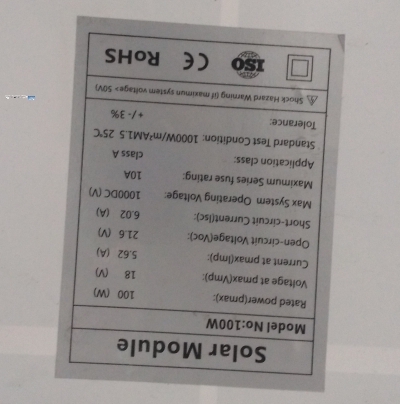 Solar Module
Model No:100W
Rated power(pmax): 100 (W)
Voltage at pmax(Vmp): 18 (V)
Current at pmax(Imp): 5.62 (A)
Open-circuit Voltage(Voc): 21.6 (V)
Short-circuit Current(Isc): 6.02 (A)
Max System Operating Voltage: 1000DC (V)
Maximum Series fuse rating: 10A
Application class: class A
Standard Test Condition: 1000W/m²/AM1.5 25℃
Tolerance: +/- 3%
Shock Hazard Warning (if maximun system voltage> 50V)
ISO CE RoHS